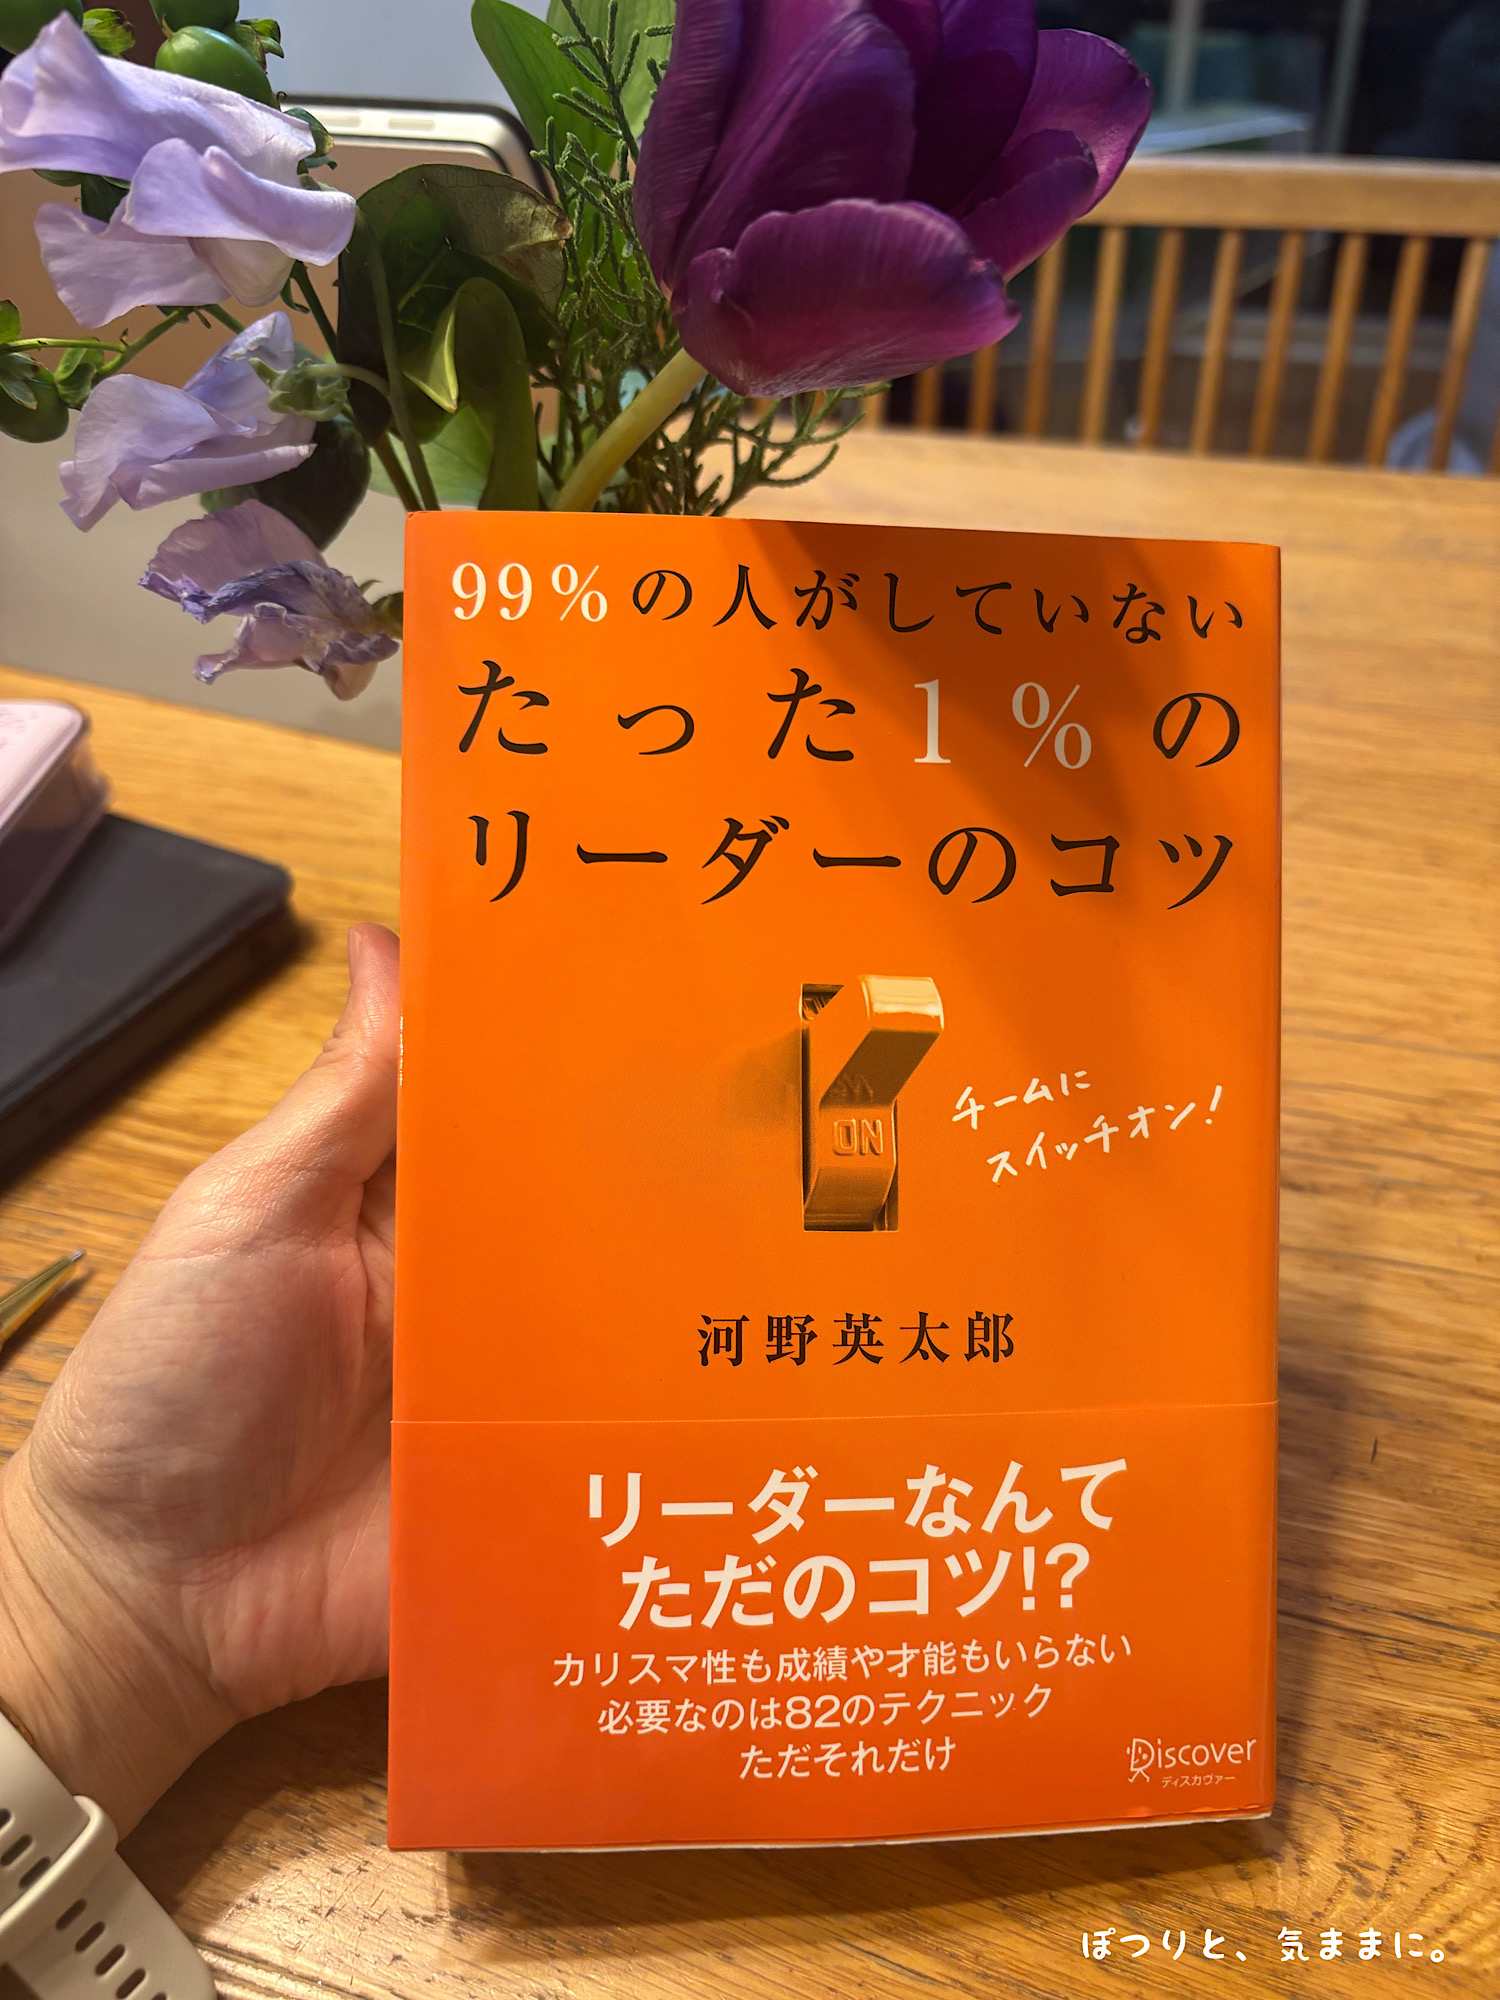 99%の人がしていない
たった1%の
リーダーのコツ
ON
チームに
スイッチオン!
河野英太郎
リーダーなんて
ただのコツ!?
カリスマ性も成績や才能もいらない
必要なのは82のテクニック
ただそれだけ
Discover
ディスカヴァー
ぽつりと、気ままに。